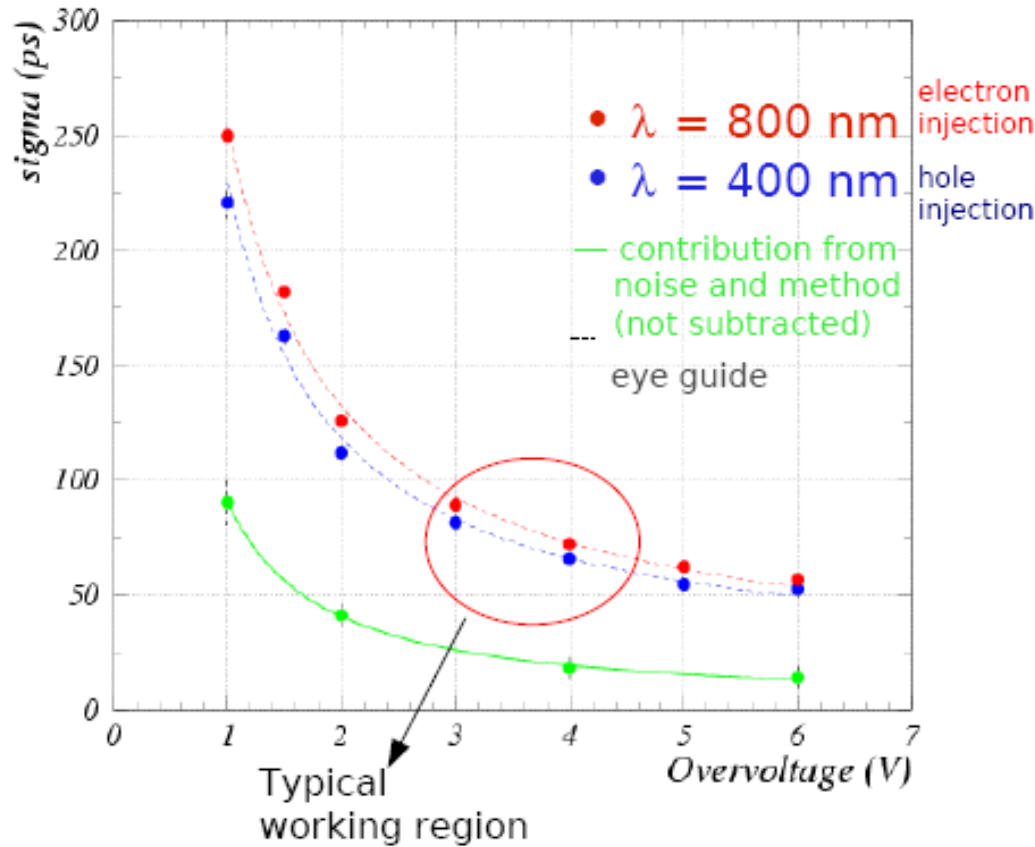 sigma (ps)
300
250
200
150
100
50
0
0 1 2 3 4 5 6 7
Overvoltage (V)
λ = 800 nm
electron
injection
λ = 400 nm
hole
injection
contribution from
noise and method
(not subtracted)
eye guide
Typical
working region